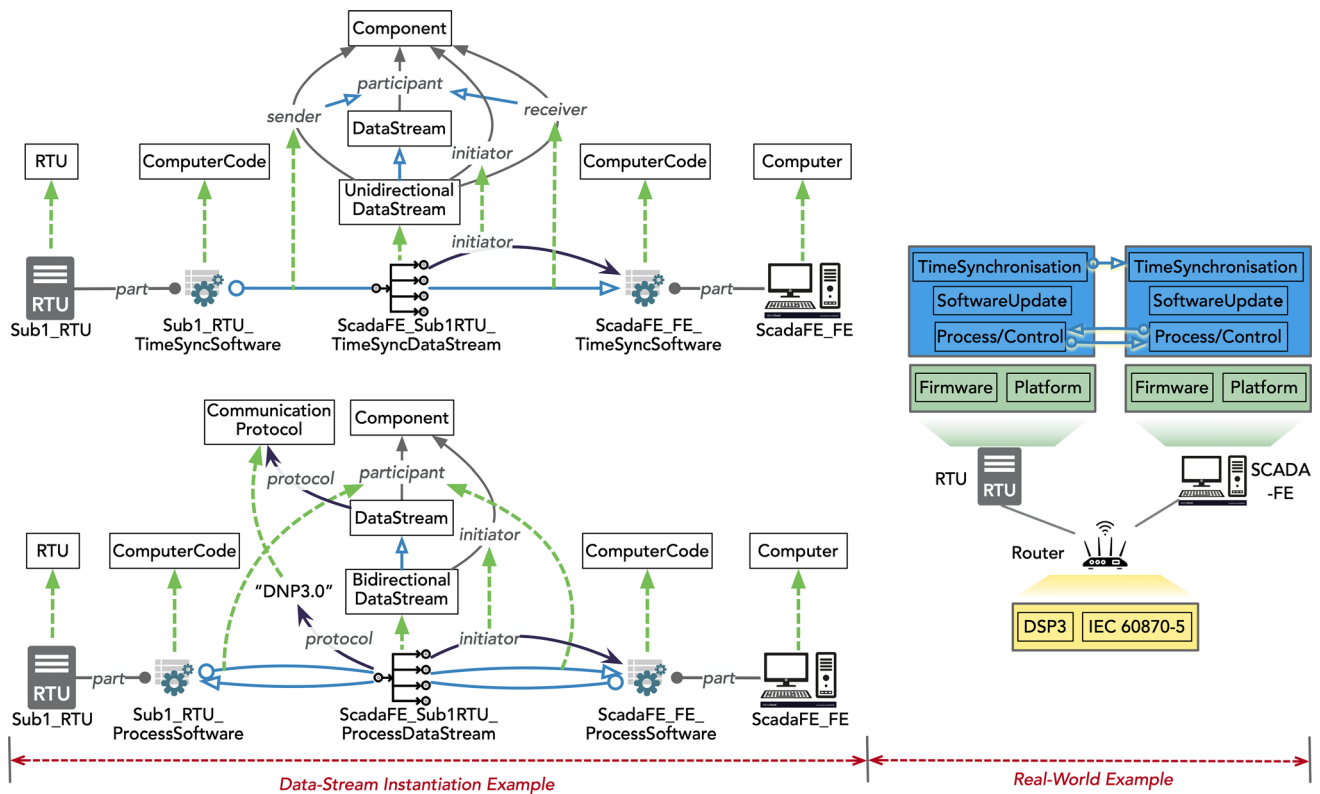 Component
participant
sender
receiver
DataStream
initiator
RTU
ComputerCode
ComputerCode
Computer
Unidirectional
DataStream
initiator
RTU
part
part
Sub1_RTU
Sub1_RTU_
TimeSyncSoftware
ScadaFE_Sub1RTU_
TimeSyncDataStream
ScadaFE_FE_
TimeSyncSoftware
ScadaFE_FE
Communication
Protocol
Component
protocol
participant
DataStream
initiator
RTU
ComputerCode
ComputerCode
Computer
"DNP3.0"
Bidirectional
DataStream
protocol
initiator
RTU
part
part
Sub1_RTU
Sub1_RTU_
ProcessSoftware
ScadaFE_Sub1RTU_
ProcessDataStream
ScadaFE_FE_
ProcessSoftware
ScadaFE_FE
Data-Stream Instantiation Example
TimeSynchronisation
TimeSynchronisation
SoftwareUpdate
SoftwareUpdate
Process/Control
Process/Control
Firmware
Platform
Firmware
Platform
RTU
RTU
SCADA
-FE
Router
DSP3
IEC 60870-5
Real-World Example